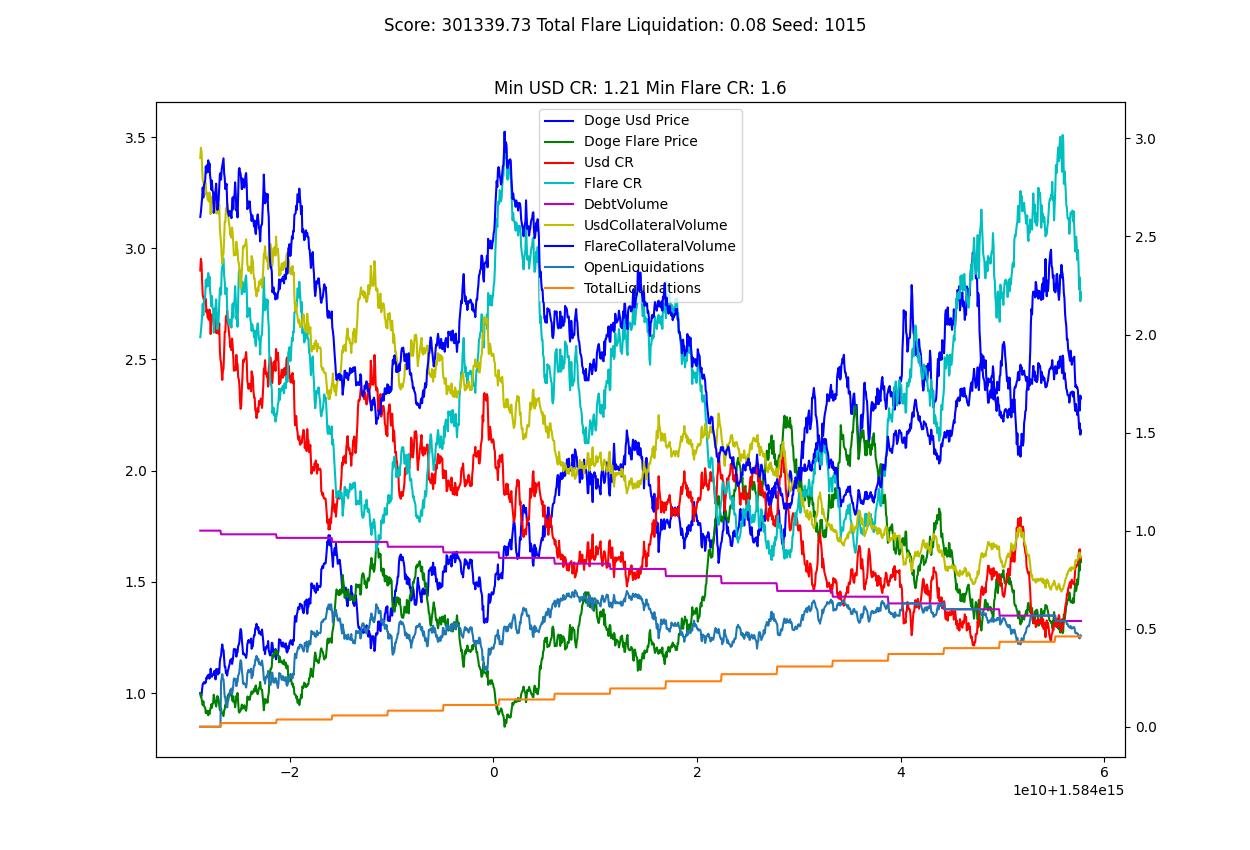 Score: 301339.73 Total Flare Liquidation: 0.08 Seed: 1015
Min USD CR: 1.21 Min Flare CR: 1.6
Doge Usd Price
Doge Flare Price
Usd CR
Flare CR
DebtVolume
UsdCollateralVolume
FlareCollateralVolume
OpenLiquidations
TotalLiquidations
3.5
3.0
2.5
2.0
1.5
1.0
3.0
2.5
2.0
1.5
1.0
0.5
0.0
−2
0
2
4
6
1e10+1.584e15